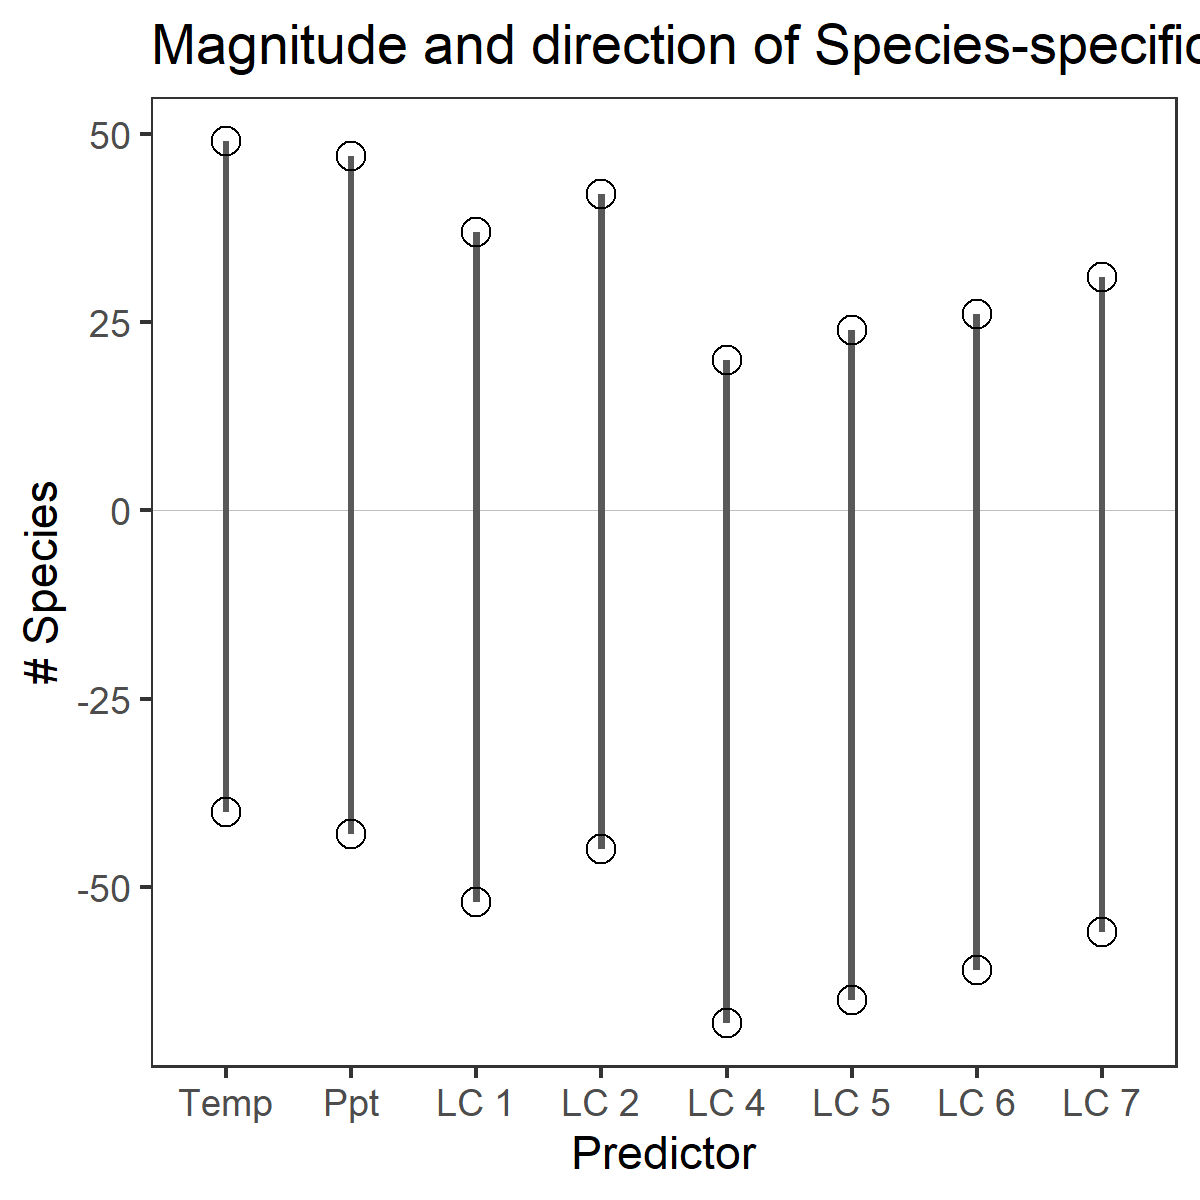 Magnitude and direction of Species-specific
50
25
0
-25
-50
# Species
Temp Ppt LC 1 LC 2 LC 4 LC 5 LC 6 LC 7
Predictor